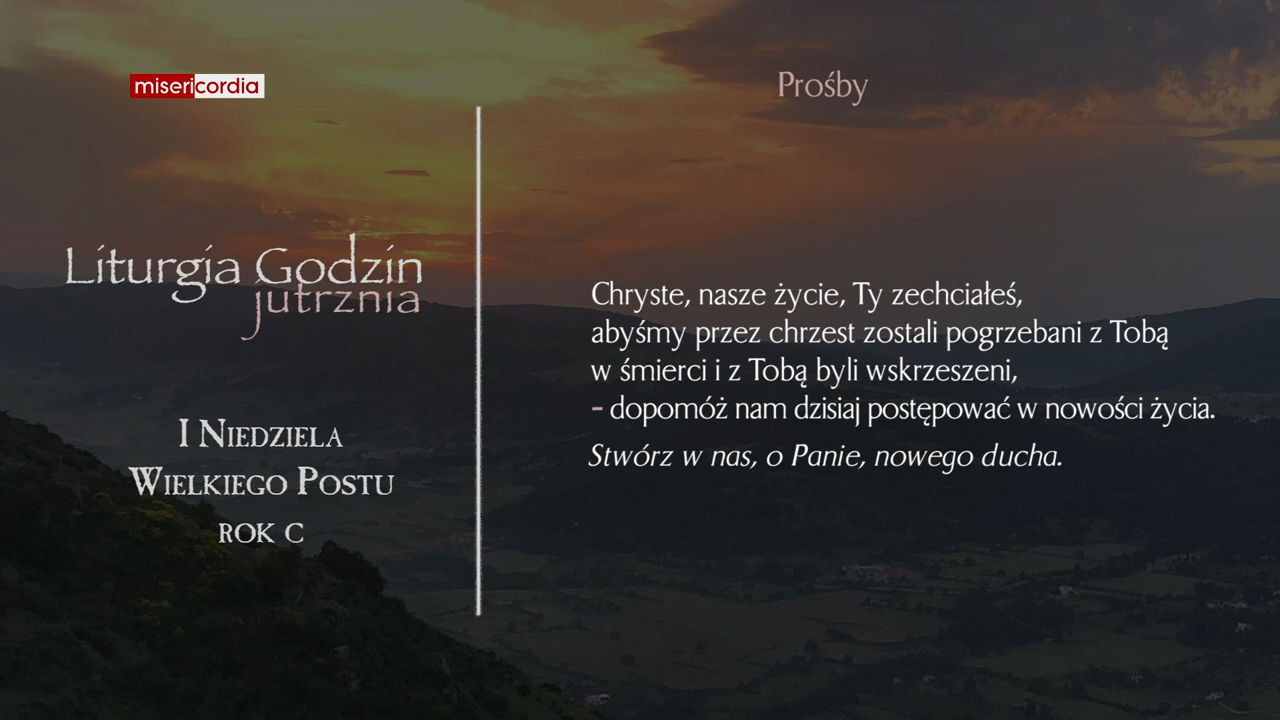 misericordia
Liturgia Godzin
jutrznia
I Niedziela
Wielkiego Postu
rok C
Prośby
Chryste, nasze życie, Ty zechciałeś,
abyśmy przez chrzest zostali pogrzebani z Tobą
w śmierci i z Tobą byli wskrzeszeni,
- dopomóż nam dzisiaj postępować w nowości życia.
Stwórz w nas, o Panie, nowego ducha.